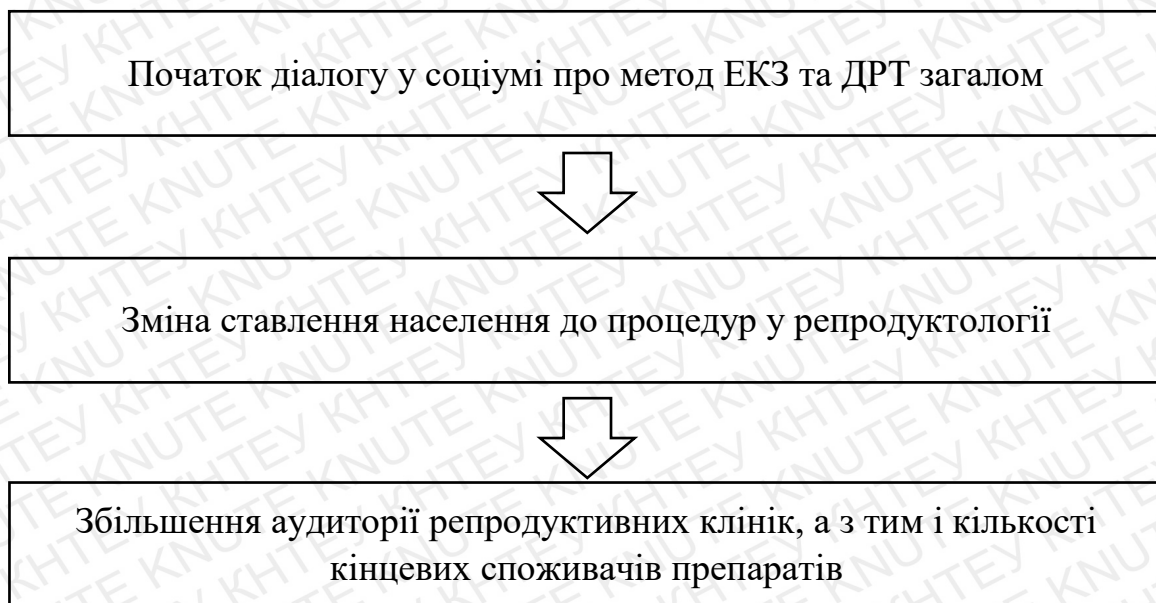 Початок діалогу у соціумі про метод ЕКЗ та ДРТ загалом
Зміна ставлення населення до процедур у репродуктології
Збільшення аудиторії репродуктивних клінік, а з тим і кількості
кінцевих споживачів препаратів